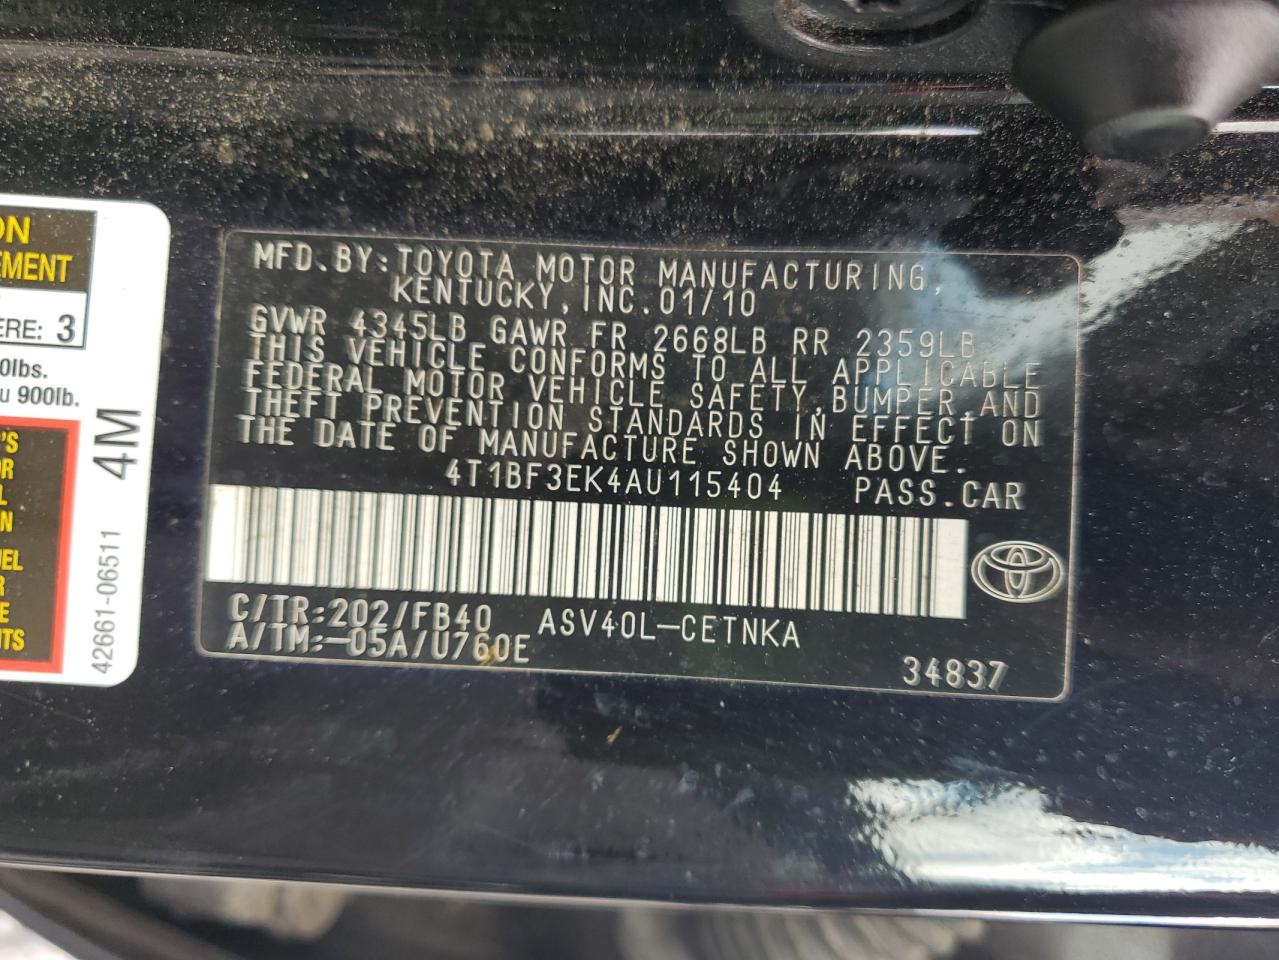 MFD.BY:TOYOTA MOTOR MANUFACTURING,
KENTUCKY,INC.01/10
GVWR 4345LB GAWR FR 2668LB RR 2359LB
THIS VEHICLE CONFORMS TO ALL APPLICABLE
FEDERAL MOTOR VEHICLE SAFETY,BUMPER,AND
THEFT PREVENTION STANDARDS IN EFFECT ON
THE DATE OF MANUFACTURE SHOWN ABOVE.
4T1BF3EK4AU115404 PASS.CAR
C/TR:202/FB40 ASV40L-CETNKA
A/TM:-05A/U760E
34837
ON
EMENT
ERE: 3
0lbs.
u 900lb.
'S
OR
L
N
UEL
R
E
NTS
4M
42661-06511